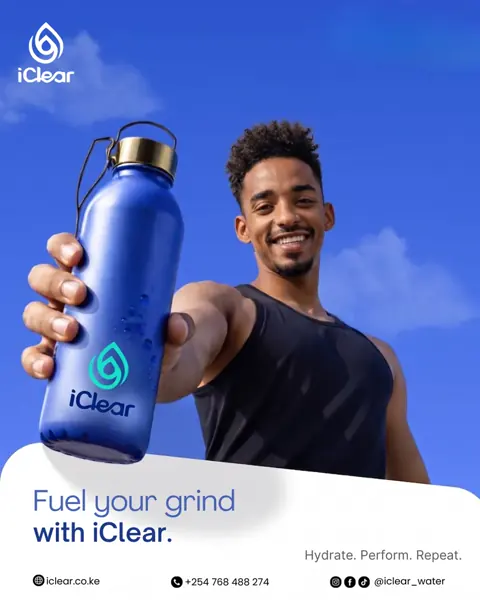 iClear
iClear
Fuel your grind
with iClear.
Hydrate. Perform. Repeat.
iclear.co.ke
+254 768 488 274
@iclear_water